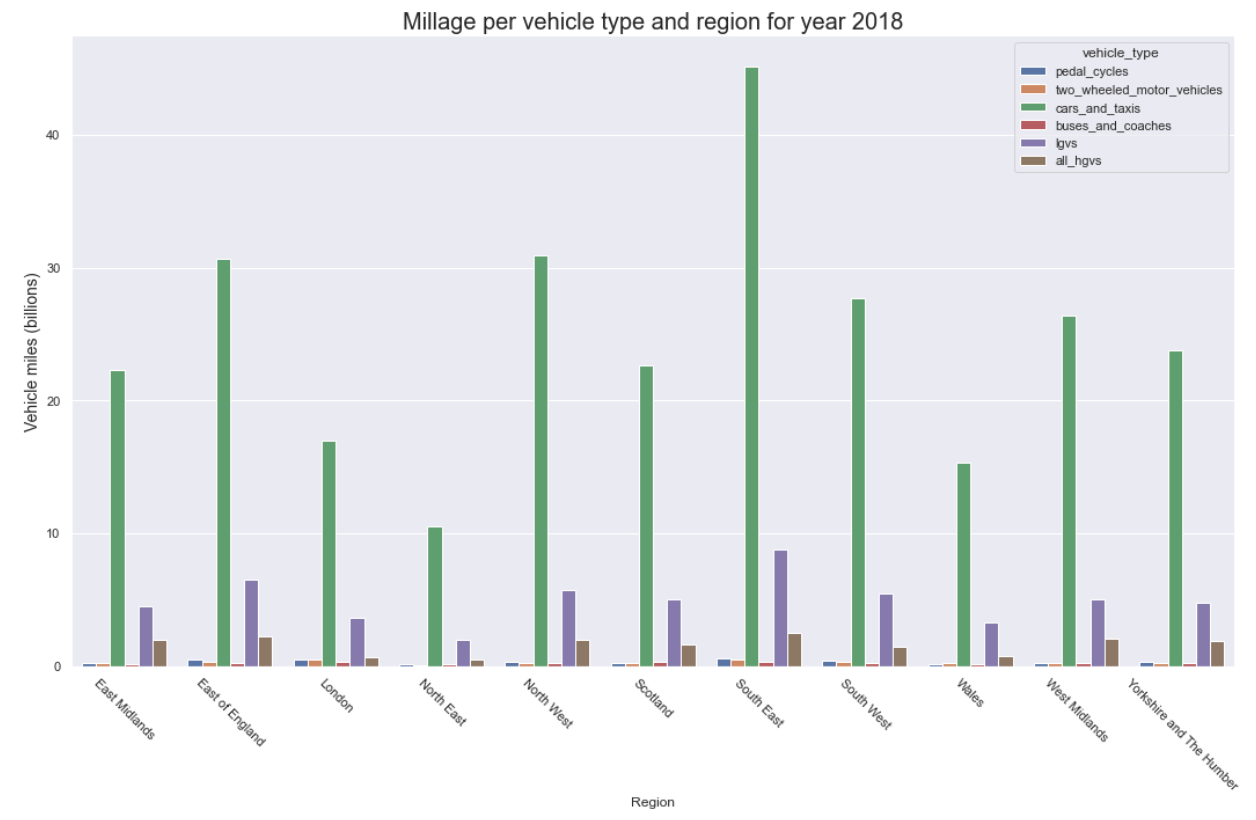 Millage per vehicle type and region for year 2018
vehicle_type
pedal_cycles
two_wheeled_motor_vehicles
cars_and_taxis
buses_and_coaches
lgvs
all_hgvs
Vehicle miles (billions)
40
30
20
10
0
East Midlands
East of England
London
North East
North West
Scotland
South East
South West
Wales
West Midlands
Yorkshire and The Humber
Region